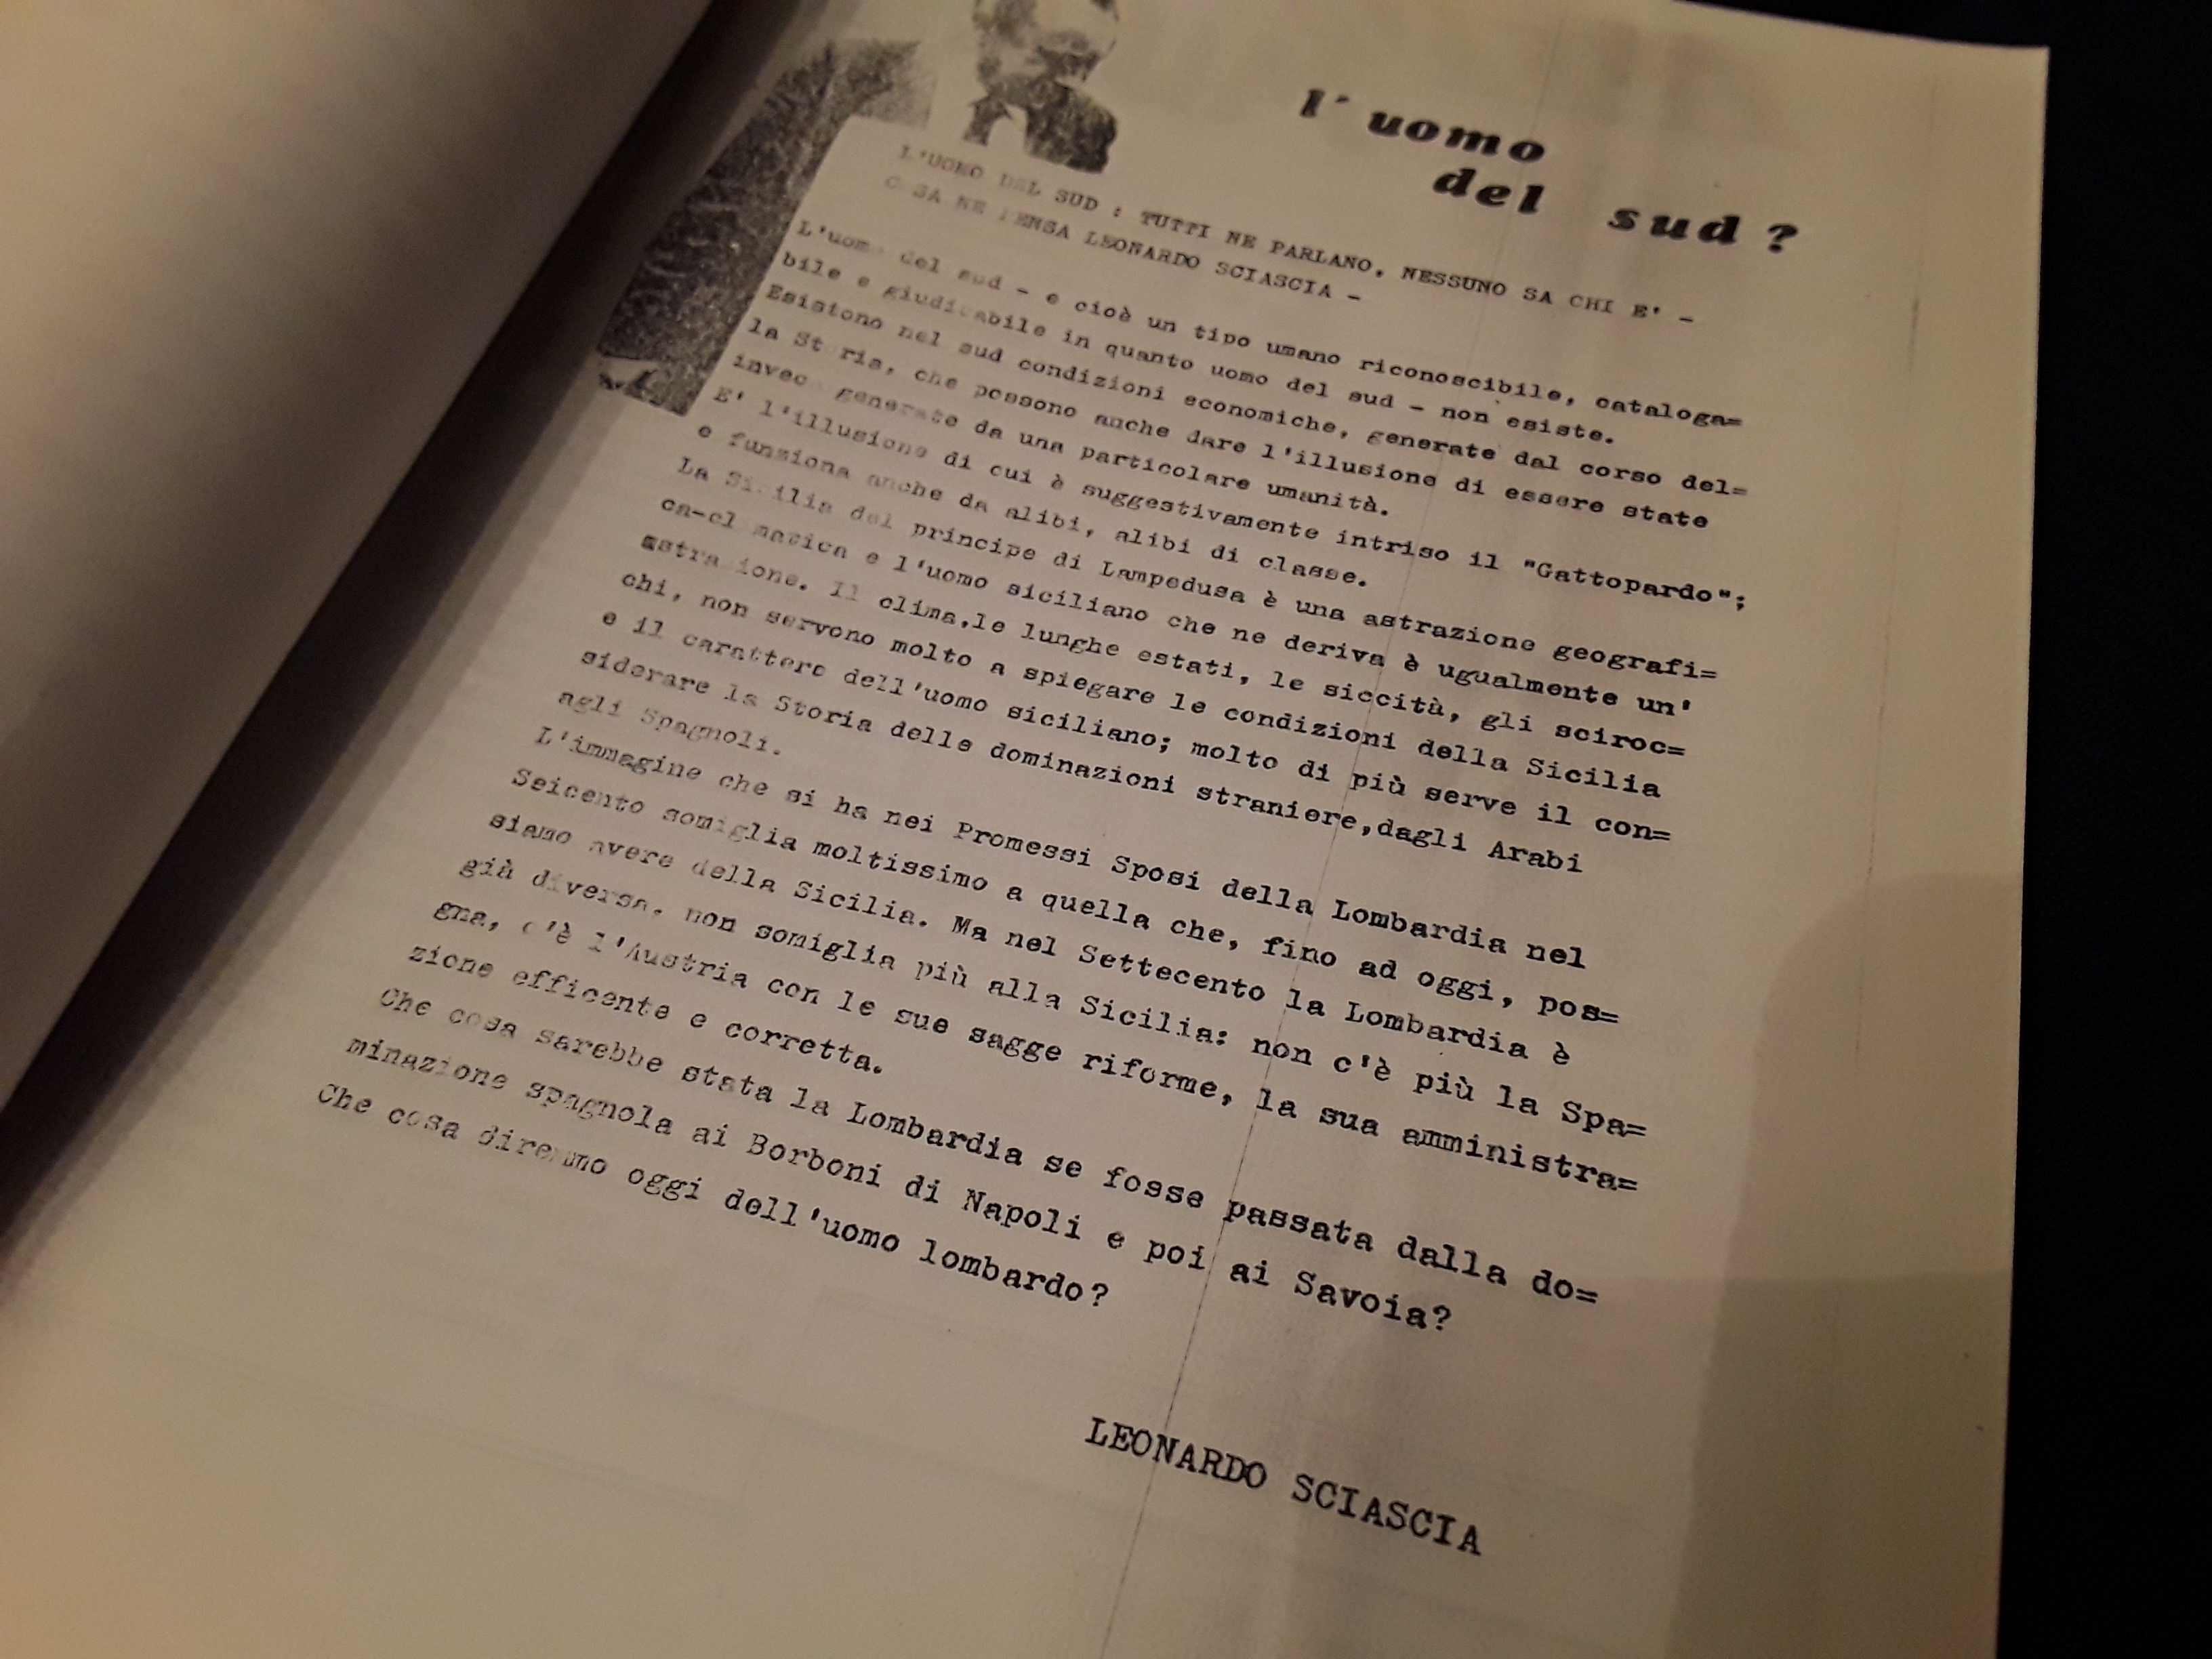 l'uomo
del sud ?
L'UOMO DEL SUD : TUTTI NE PARLANO, NESSUNO SA CHI E' -
COSA NE PENSA LEONARDO SCIASCIA -
L'uomo del sud - e cioè un tipo umano riconoscibile, cataloga=
bile e giudicabile in quanto uomo del sud - non esiste.
Esistono nel sud condizioni economiche, generate dal corso del=
la Storia, che possono anche dare l'illusione di essere state
invece generate da una particolare umanità.
E' l'illusione di cui è suggestivamente intriso il "Gattopardo";
e funziona anche da alibi, alibi di classe.
La Sicilia del principe di Lampedusa è una astrazione geografi=
ca-climatica e l'uomo siciliano che ne deriva è ugualmente un'
astrazione. Il clima,le lunghe estati, le siccità, gli sciroc=
chi, non servono molto a spiegare le condizioni della Sicilia
e il carattere dell'uomo siciliano; molto di più serve il con=
siderare la Storia delle dominazioni straniere,dagli Arabi
agli Spagnoli.
L'immagine che si ha nei Promessi Sposi della Lombardia nel
Seicento somiglia moltissimo a quella che, fino ad oggi, pos=
siamo avere della Sicilia. Ma nel Settecento la Lombardia è
già diversa, non somiglia più alla Sicilia: non c'è più la Spa=
gna, c'è l'Austria con le sue sagge riforme, la sua amministra=
zione efficente e corretta.
Che cosa sarebbe stata la Lombardia se fosse passata dalla do=
minazione spagnola ai Borboni di Napoli e poi ai Savoia?
Che cosa diremmo oggi dell'uomo lombardo?
LEONARDO SCIASCIA